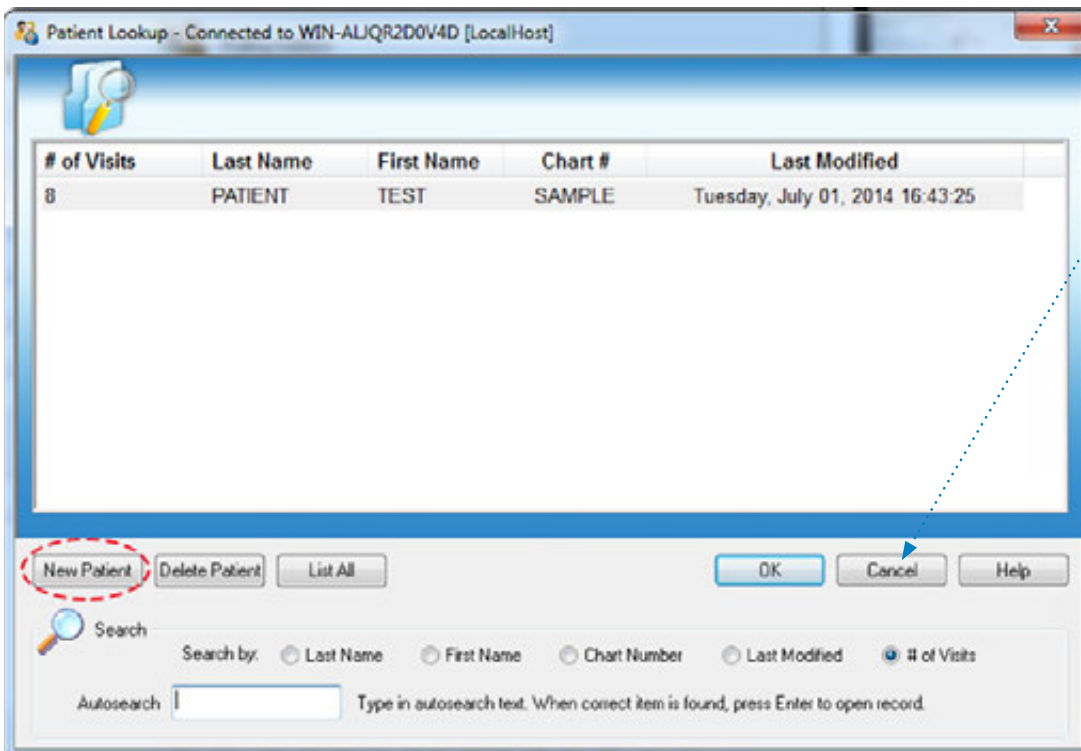 Patient Lookup - Connected to WIN-ALJQR2D0V4D [LocalHost]
# of Visits Last Name First Name Chart # Last Modified
8 PATIENT TEST SAMPLE Tuesday, July 01, 2014 16:43:25
New Patient Delete Patient List All OK Cancel Help
Search
Search by: Last Name First Name Chart Number Last Modified # of Visits
Autosearch Type in autosearch text. When correct item is found, press Enter to open record.